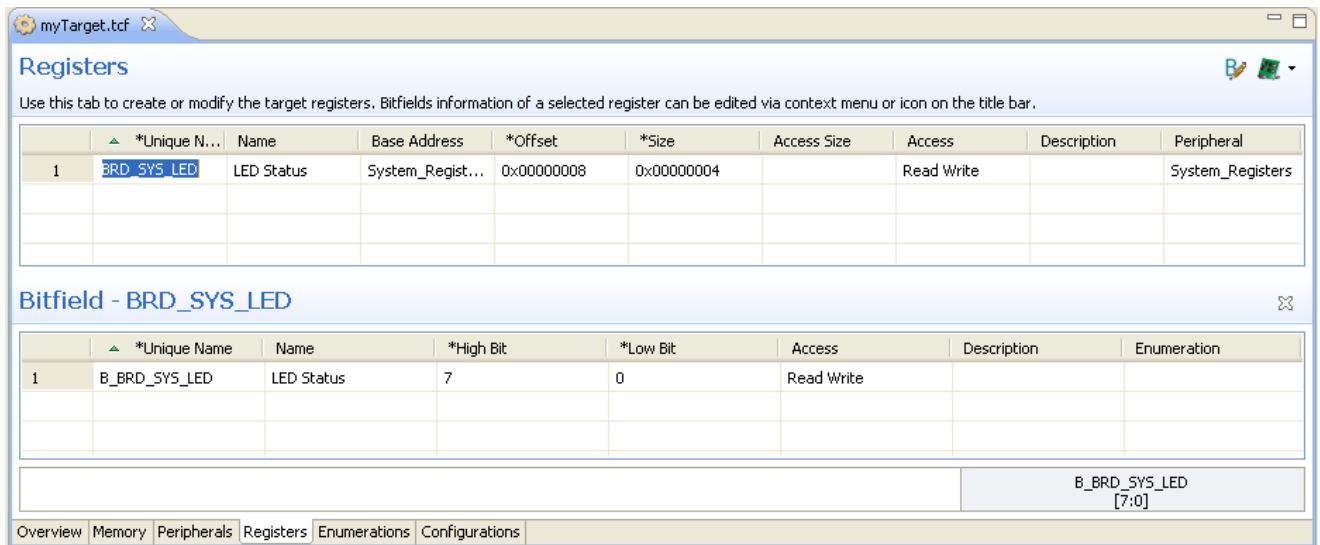 myTarget.tcf
Registers
Use this tab to create or modify the target registers. Bitfields information of a selected register can be edited via context menu or icon on the title bar.
*Unique N... Name Base Address *Offset *Size Access Size Access Description Peripheral
1 BRD_SYS_LED LED Status System_Regist... 0x00000008 0x00000004 Read Write System_Registers
Bitfield - BRD_SYS_LED
*Unique Name Name *High Bit *Low Bit Access Description Enumeration
1 B_BRD_SYS_LED LED Status 7 0 Read Write
B_BRD_SYS_LED
[7:0]
Overview Memory Peripherals Registers Enumerations Configurations